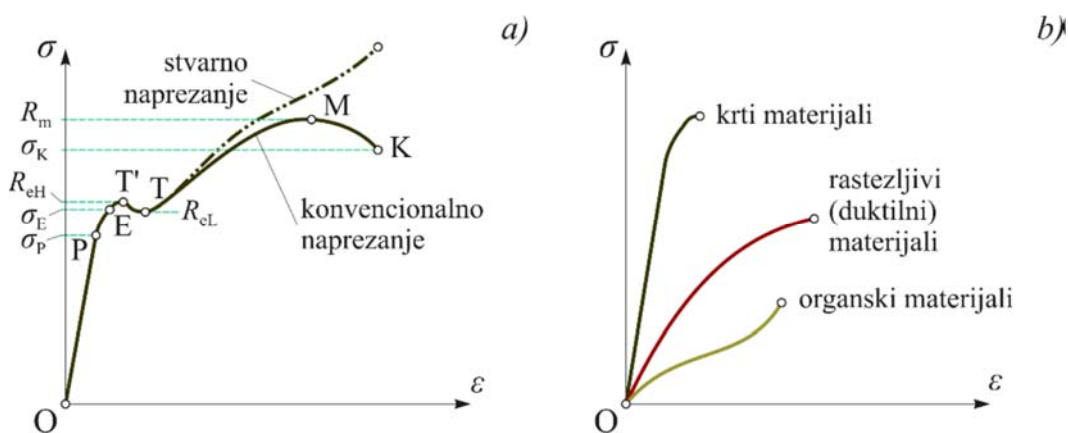 a)
σ
stvarno
naprezanje
R_m
M
σ_K
K
T'
T
R_eH
σ_E
E
R_eL
σ_P
P
konvencionalno
naprezanje
O
ε
b)
σ
krti materijali
rastezljivi
(duktilni)
materijali
organski materijali
O
ε